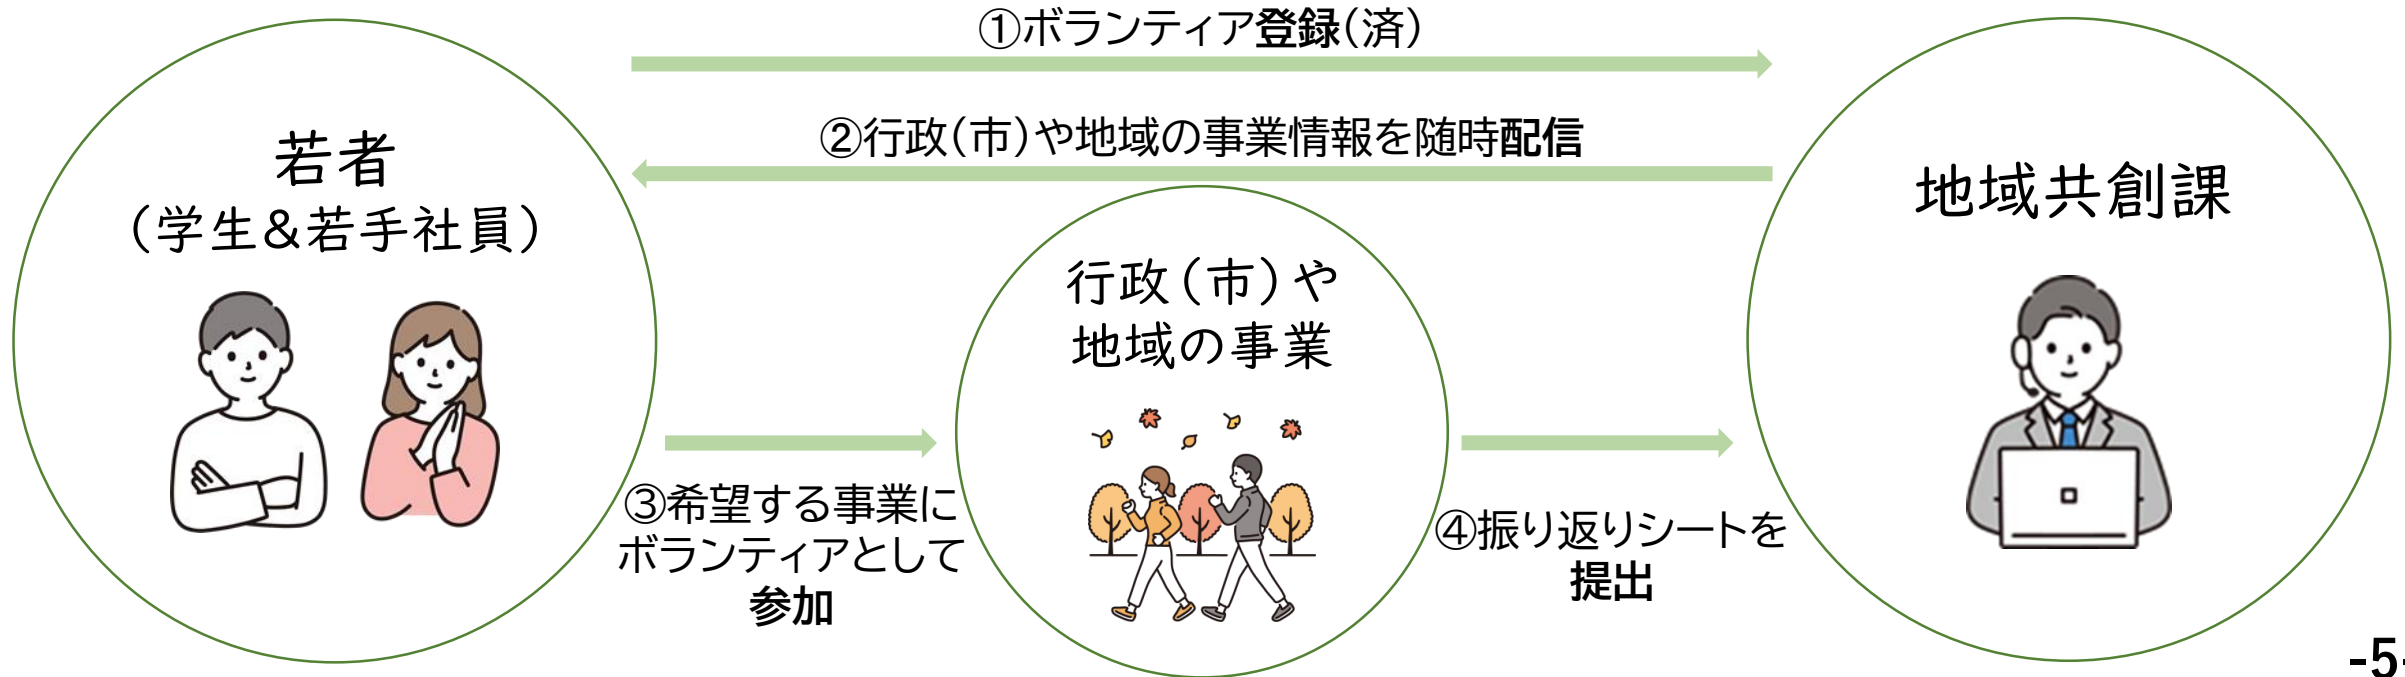 ①ボランティア登録(済)
②行政(市)や地域の事業情報を随時配信
若者
(学生&若手社員)
地域共創課
行政(市)や
地域の事業
③希望する事業に
ボランティアとして
参加
④振り返りシートを
提出
-5-